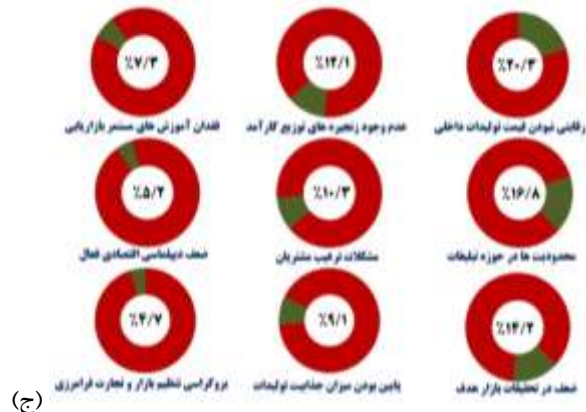 ٪۲۰/۳ ٪۱۲/۱ ٪۷/۳
رقابتی نبودن قیمت تولیدات داخلی عدم وجود زنجیره های توزیع کارآمد فقدان آموزش های مستمر بازاریابی
٪۱۶/۸ ٪۱۰/۳ ٪۵/۲
محدودیت ها در حوزه تبلیغات مشکلات ترغیب مشتریان ضعف دیپلماسی اقتصادی فعال
٪۱۴/۲ ٪۹/۱ ٪۴/۷
ضعف در تحقیقات بازار هدف پایین بودن میزان جذابیت تولیدات بروکراسی تنظیم بازار و تجارت فرامرزی
(ج)